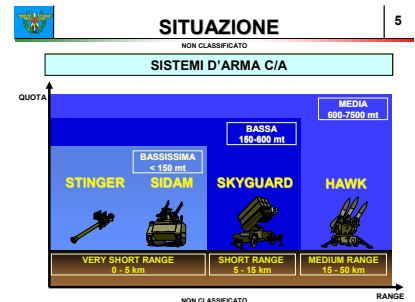 SITUAZIONE
5
NON CLASSIFICATO
SISTEMI D'ARMA C/A
QUOTA
MEDIA
600-7500 mt
BASSA
150-600 mt
BASSISSIMA
< 150 mt
STINGER SIDAM SKYGUARD HAWK
VERY SHORT RANGE
0 - 5 km
SHORT RANGE
5 - 15 km
MEDIUM RANGE
15 - 50 km
RANGE
NON CLASSIFICATO